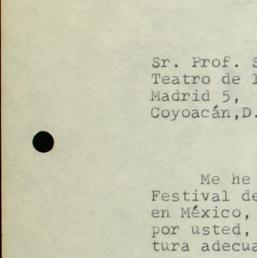 Sr. Prof. S
Teatro de l
Madrid 5,
Coyoacán,D.
Me he
Festival de
en México,
por usted,
tura adecua